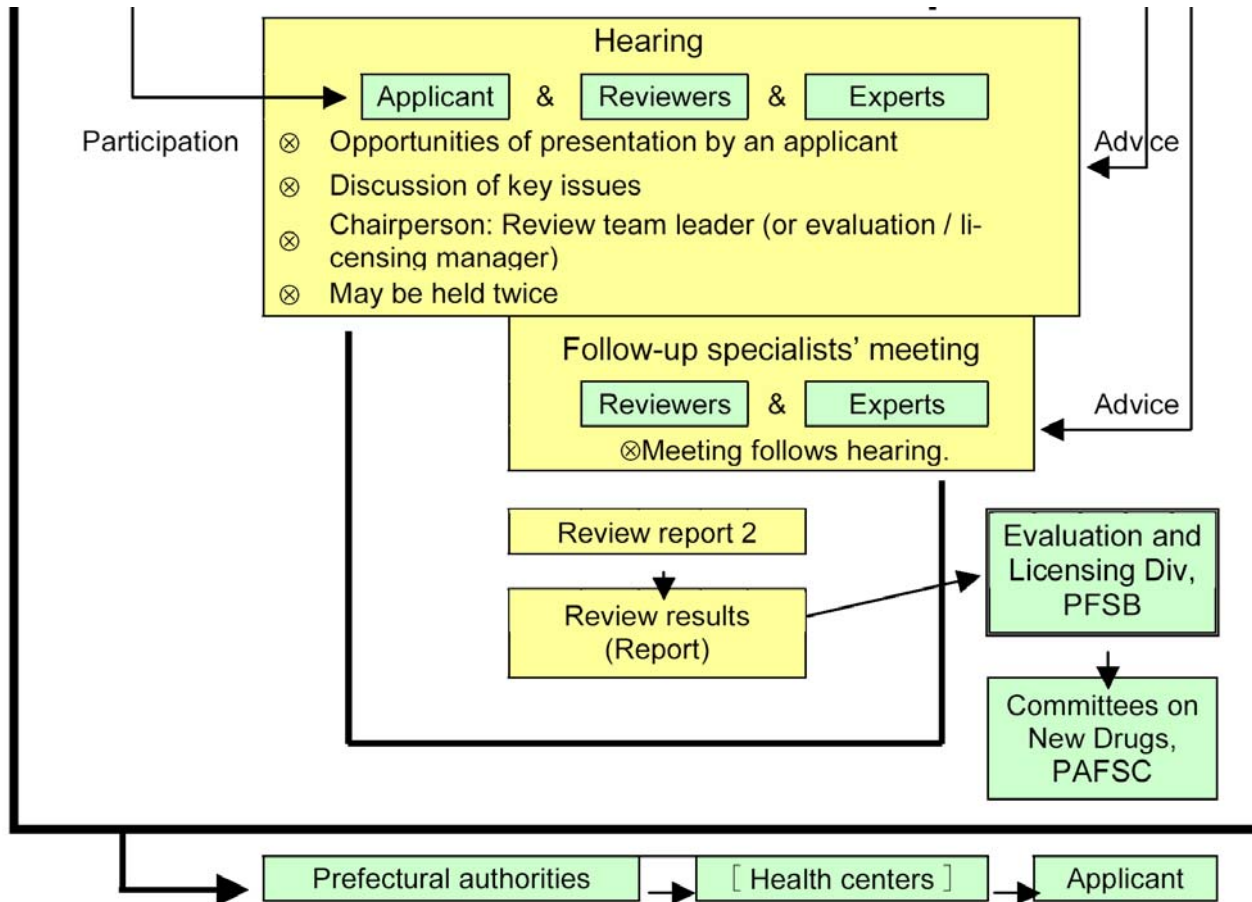 Hearing
Applicant & Reviewers & Experts
Participation
⊗ Opportunities of presentation by an applicant
Advice
⊗ Discussion of key issues
⊗ Chairperson: Review team leader (or evaluation / li-
censing manager)
⊗ May be held twice
Follow-up specialists’ meeting
Reviewers & Experts
Advice
⊗Meeting follows hearing.
Review report 2
Review results
(Report)
Evaluation and
Licensing Div,
PFSB
Committees on
New Drugs,
PAFSC
Prefectural authorities
[ Health centers ]
Applicant